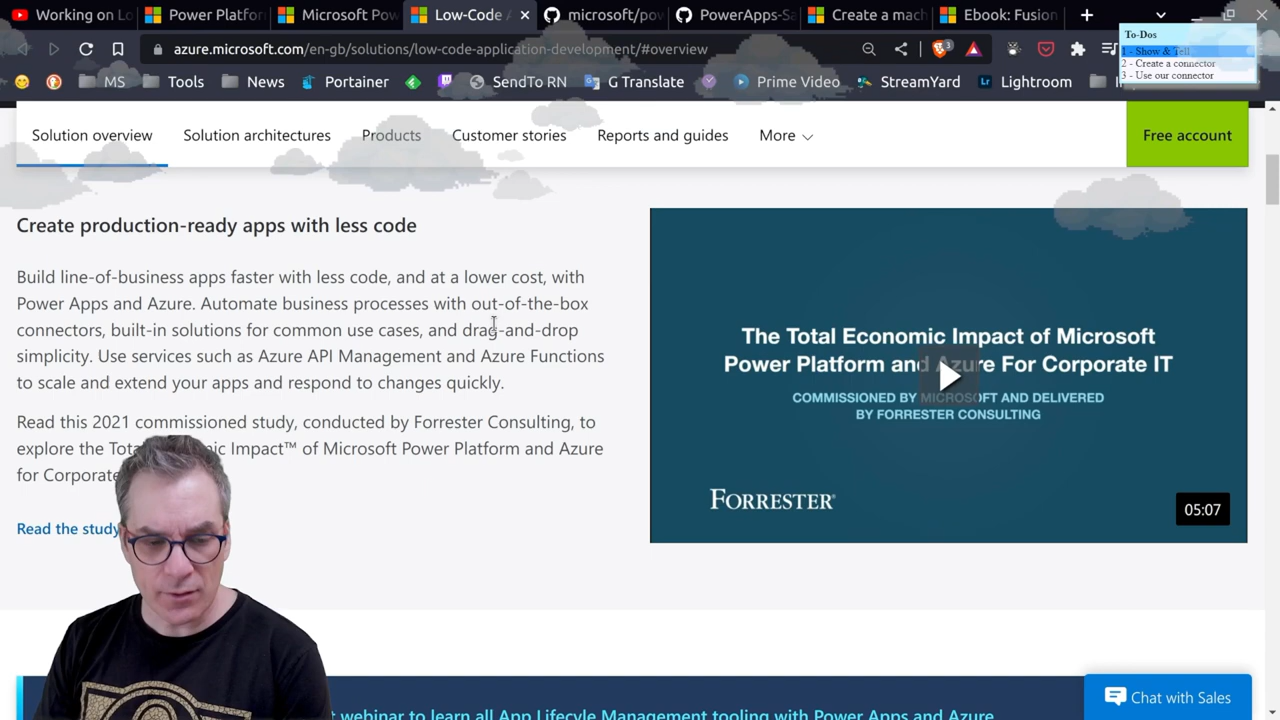 Working on Lo
Power Platfor
Microsoft Pow
Low-Code A
microsoft/pow
PowerApps-Sa
Create a mach
Ebook: Fusion
azure.microsoft.com/en-gb/solutions/low-code-application-development/#overview
3
To-Dos
1 - Show & Tell
2 - Create a connector
3 - Use our connector
MS
Tools
News
Portainer
SendTo RN
G Translate
Prime Video
StreamYard
Lr Lightroom
Solution overview
Solution architectures
Products
Customer stories
Reports and guides
More
Free account
Create production-ready apps with less code
Build line-of-business apps faster with less code, and at a lower cost, with
Power Apps and Azure. Automate business processes with out-of-the-box
connectors, built-in solutions for common use cases, and drag-and-drop
simplicity. Use services such as Azure API Management and Azure Functions
to scale and extend your apps and respond to changes quickly.
Read this 2021 commissioned study, conducted by Forrester Consulting, to
explore the Tota ic Impact™ of Microsoft Power Platform and Azure
for Corporate
Read the study
The Total Economic Impact of Microsoft
Power Platform and Azure For Corporate IT
COMMISSIONED BY MICROSOFT AND DELIVERED
BY FORRESTER CONSULTING
FORRESTER®
05:07
t webinar to learn all App Lifecyle Management tooling with Power Apps and Azure
Chat with Sales